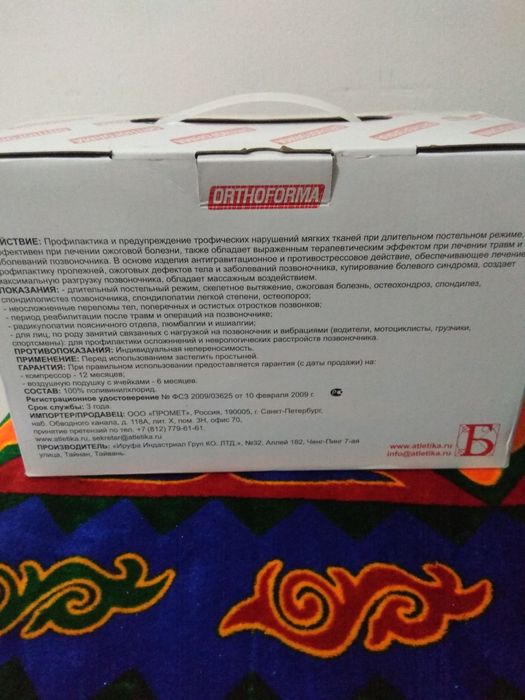 ORTHOFORMA
ЙСТВИЕ: Профилактика и предупреждение трофических нарушений мягких тканей при длительном постельном режиме,
фективен при лечении ожоговой болезни, также обладает выраженным терапевтическим эффектом при лечении травм и
болеваний позвоночника. В основе изделия антигравитационное и противострессовое действие, обеспечивающее лечение
рофилактику пролежней, ожоговых дефектов тела и заболеваний позвоночника, купирование болевого синдрома, создает
максимальную разгрузку позвоночника, обладает массажным воздействием.
ПОКАЗАНИЯ: - длительный постельный режим, скелетное вытяжение, ожоговая болезнь, остеохондроз, спондилез,
спондилолистез позвоночника, спондилопатии легкой степени, остеопороз;
- неосложненные переломы тел, поперечных и остистых отростков позвонков;
- период реабилитации после травм и операций на позвоночнике;
- радикулопатии поясничного отдела, люмбалгии и ишиалгии;
- для лиц, по роду занятий связанных с нагрузкой на позвоночник и вибрациями (водители, мотоциклисты, грузчики,
спортсмены): для профилактики осложнений и неврологических расстройств позвоночника.
ПРОТИВОПОКАЗАНИЯ: Индивидуальная непереносимость.
ПРИМЕНЕНИЕ: Перед использованием застелить простыней.
ГАРАНТИЯ: При правильном использовании предоставляется гарантия (с даты продажи) на:
- компрессор - 12 месяцев;
- воздушную подушку с ячейками - 6 месяцев.
СОСТАВ: 100% поливинилхлорид.
Регистрационное удостоверение № ФСЗ 2009/03625 от 10 февраля 2009 г.
Срок службы: 3 года.
ИМПОРТЕР/ПРОДАВЕЦ: ООО «ПРОМЕТ», Россия, 190005, г. Санкт-Петербург,
наб. Обводного канала, д. 118А, лит. Х, пом. 3Н, офис 70,
принятие претензий по тел. +7 (812) 779-61-61.
www.atletika.ru, sekretar@atletika.ru
ПРОИЗВОДИТЕЛЬ: «Ируфа Индастриал Груп КО. ЛТД.», №32, Аллей 182, Чинг-Пинг 7-ая
улица, Тайнан, Тайвань.
www.atletika.ru
info@atletika.ru
Б